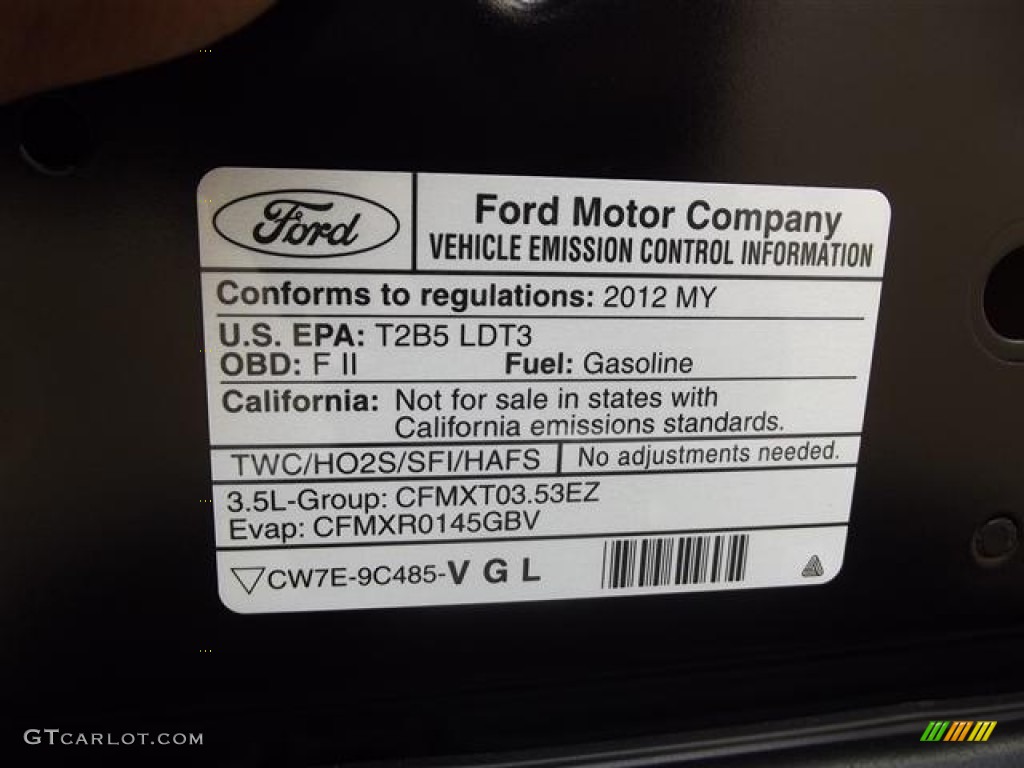 Ford
Ford Motor Company
VEHICLE EMISSION CONTROL INFORMATION
Conforms to regulations: 2012 MY
U.S. EPA: T2B5 LDT3
OBD: F II Fuel: Gasoline
California: Not for sale in states with
California emissions standards.
TWC/HO2S/SFI/HAFS No adjustments needed.
3.5L-Group: CFMXT03.53EZ
Evap: CFMXR0145GBV
CW7E-9C485-V G L
GTCARLOT.COM